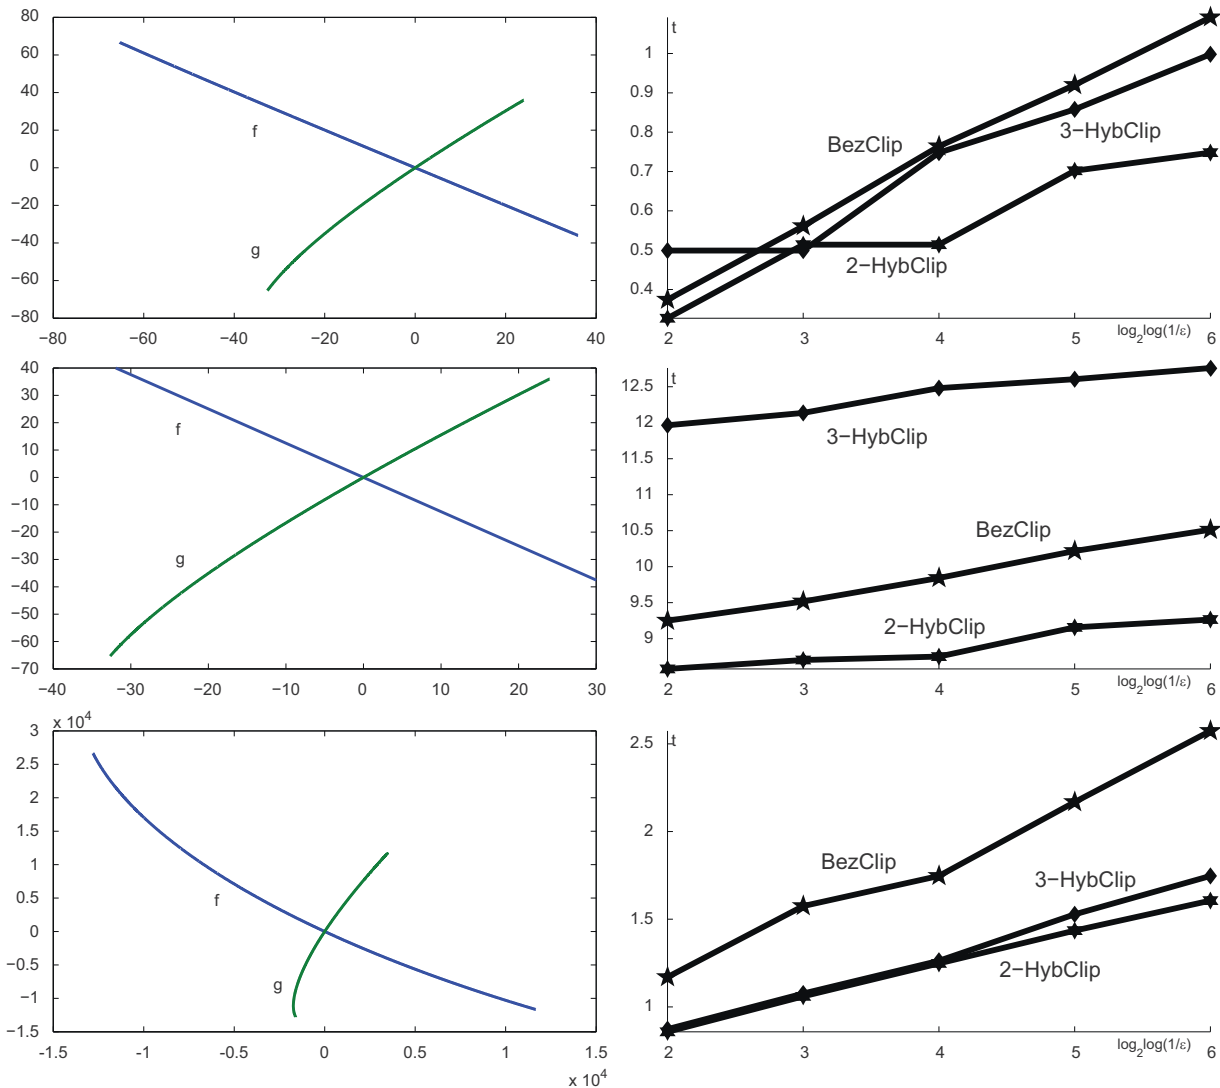 80
60
40
20
0
−20
−40
−60
−80
−80 −60 −40 −20 0 20 40
f
g
t
1
0.9
0.8
0.7
0.6
0.5
0.4
2 3 4 5 6
log2log(1/ε)
BezClip
3−HybClip
2−HybClip
40
30
20
10
0
−10
−20
−30
−40
−50
−60
−70
−40 −30 −20 −10 0 10 20 30
f
g
t
12.5
12
11.5
11
10.5
10
9.5
9
2 3 4 5 6
log2log(1/ε)
3−HybClip
BezClip
2−HybClip
x 10^4
3
2.5
2
1.5
1
0.5
0
−0.5
−1
−1.5
−1.5 −1 −0.5 0 0.5 1 1.5
x 10^4
f
g
t
2.5
2
1.5
1
2 3 4 5 6
log2log(1/ε)
BezClip
3−HybClip
2−HybClip